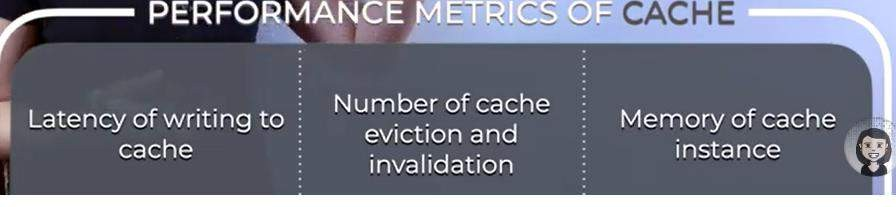 PERFORMANCE METRICS OF CACHE
Latency of writing to
cache
Number of cache
eviction and
invalidation
Memory of cache
instance